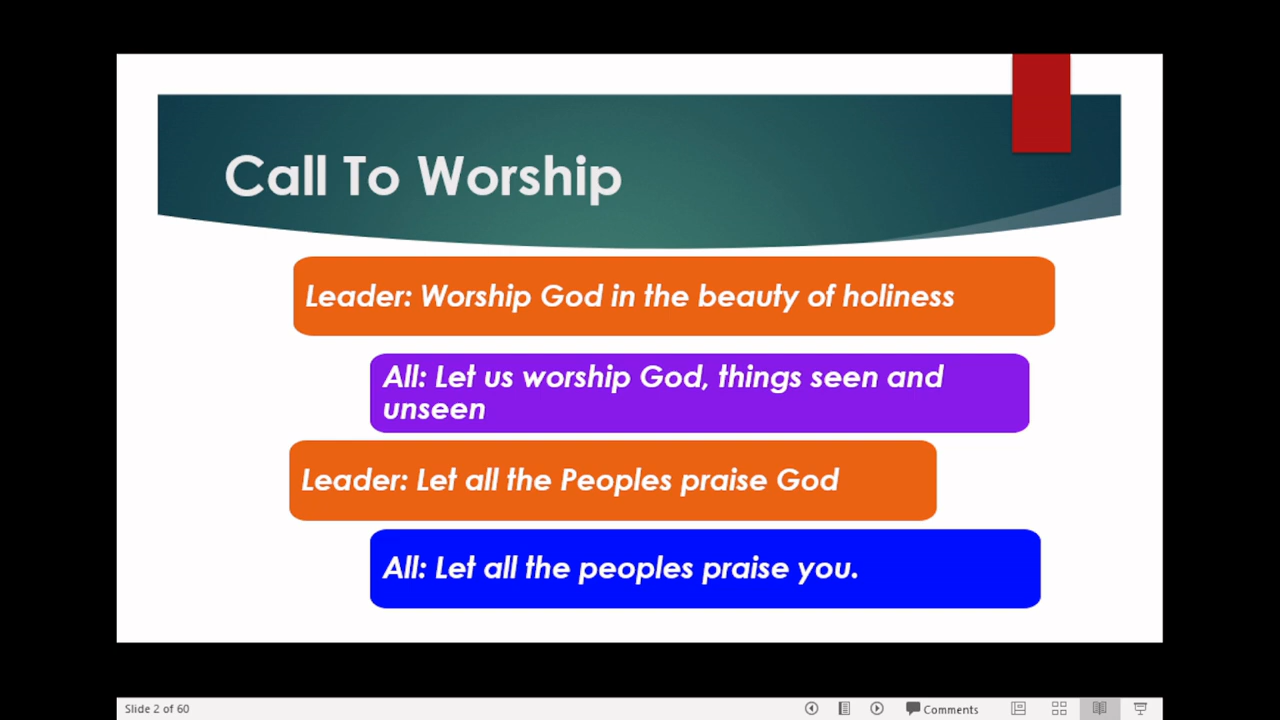 Call To Worship
Leader: Worship God in the beauty of holiness
All: Let us worship God, things seen and
unseen
Leader: Let all the Peoples praise God
All: Let all the peoples praise you.
Slide 2 of 60
Comments